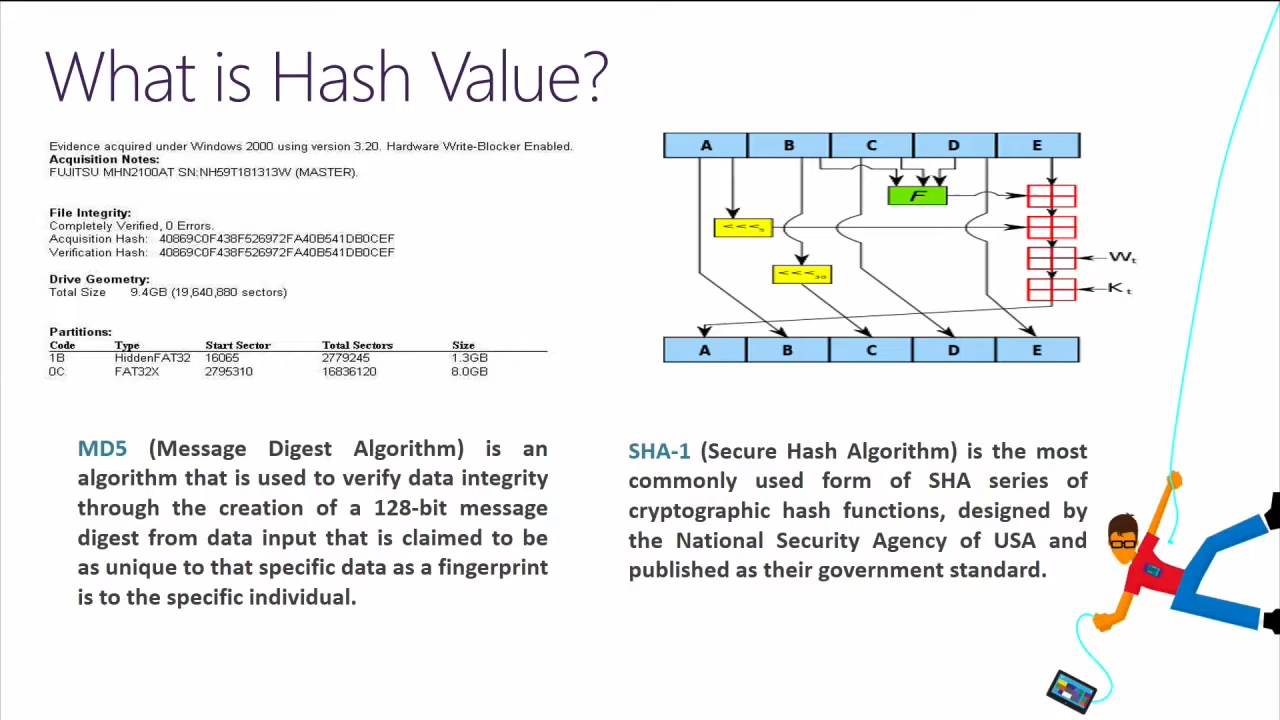 What is Hash Value?
Evidence acquired under Windows 2000 using version 3.20. Hardware Write-Blocker Enabled.
Acquisition Notes:
FUJITSU MHN2100AT SN:NH59T181313W (MASTER).
File Integrity:
Completely Verified, 0 Errors.
Acquisition Hash: 40869C0F438F526972FA40B541DB0CEF
Verification Hash: 40869C0F438F526972FA40B541DB0CEF
Drive Geometry:
Total Size 9.4GB (19,640,880 sectors)
Partitions:
Code Type Start Sector Total Sectors Size
1B HiddenFAT32 16065 2779245 1.3GB
0C FAT32X 2795310 16836120 8.0GB
A B C D E
F
<<<5
<<<30
Wt
Kt
A B C D E
MD5 (Message Digest Algorithm) is an
algorithm that is used to verify data integrity
through the creation of a 128-bit message
digest from data input that is claimed to be
as unique to that specific data as a fingerprint
is to the specific individual.
SHA-1 (Secure Hash Algorithm) is the most
commonly used form of SHA series of
cryptographic hash functions, designed by
the National Security Agency of USA and
published as their government standard.